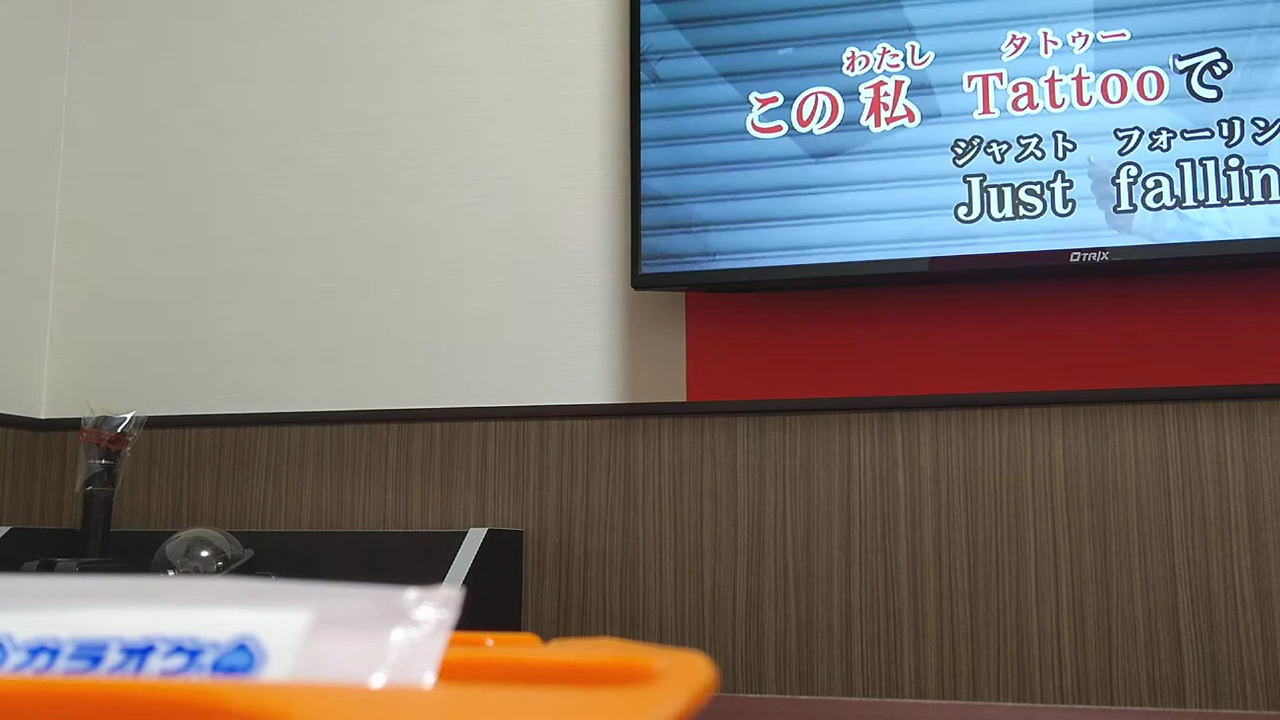 わたし タトゥー
この 私 Tattooで
ジャスト フォーリン
Just fallin
QTRIX
カラオケ